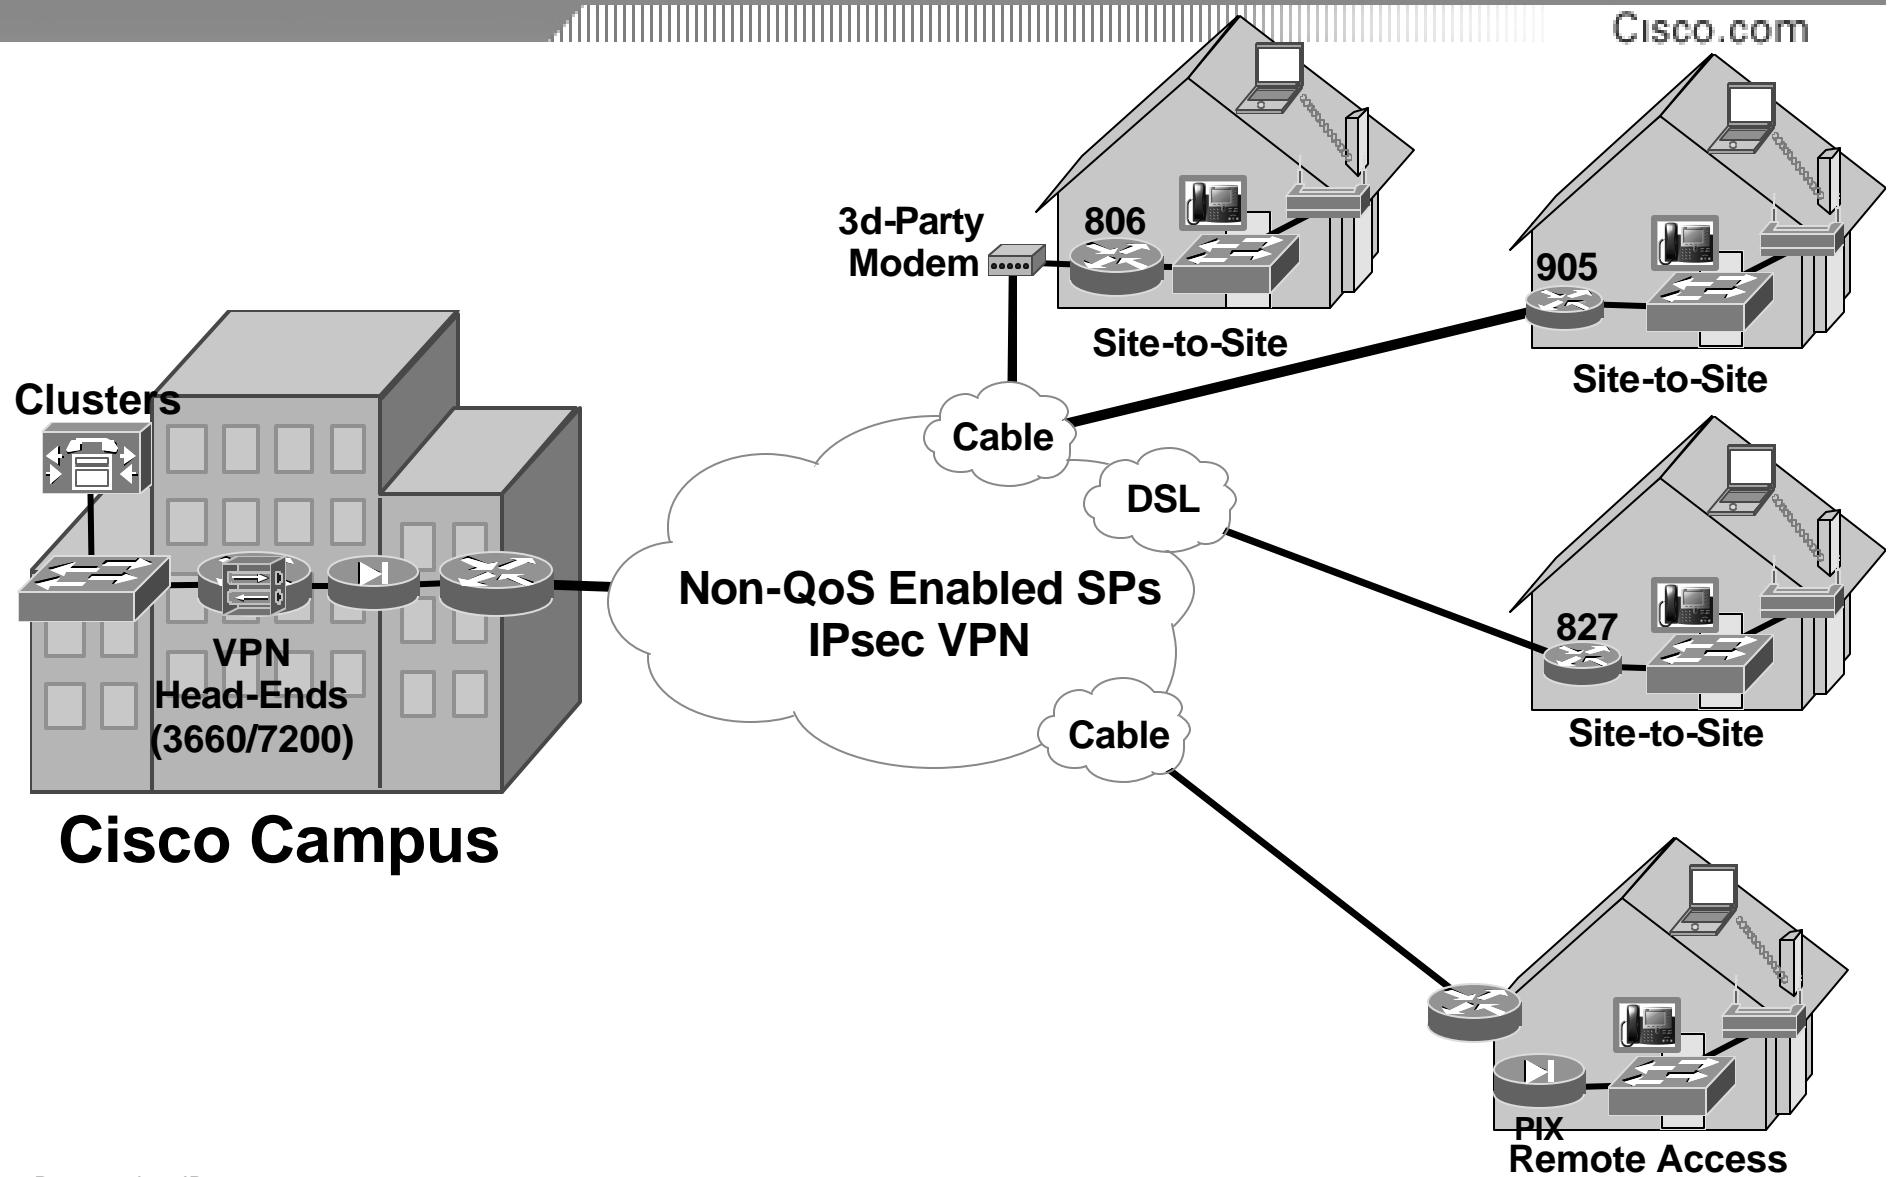 Cisco.com
3d-Party
Modem
806
Site-to-Site
905
Site-to-Site
Clusters
Cable
DSL
Non-QoS Enabled SPs
IPsec VPN
827
Site-to-Site
VPN
Head-Ends
(3660/7200)
Cable
Cisco Campus
PIX
Remote Access